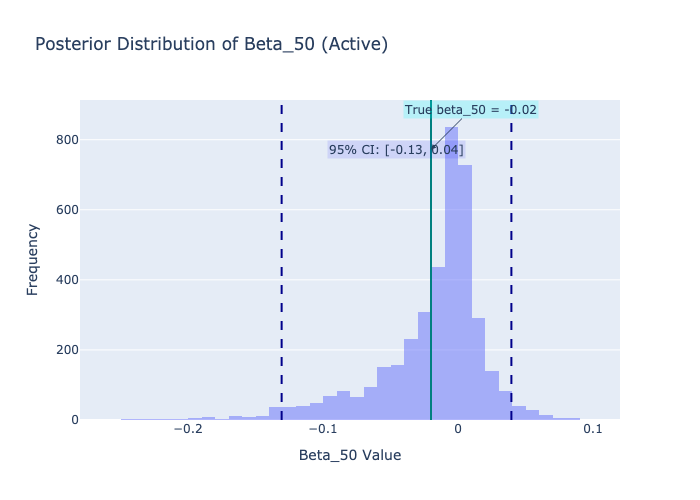 Posterior Distribution of Beta_50 (Active)
True beta_50 = -0.02
95% CI: [-0.13, 0.04]
800
600
400
200
0
Frequency
−0.2
−0.1
0
0.1
Beta_50 Value